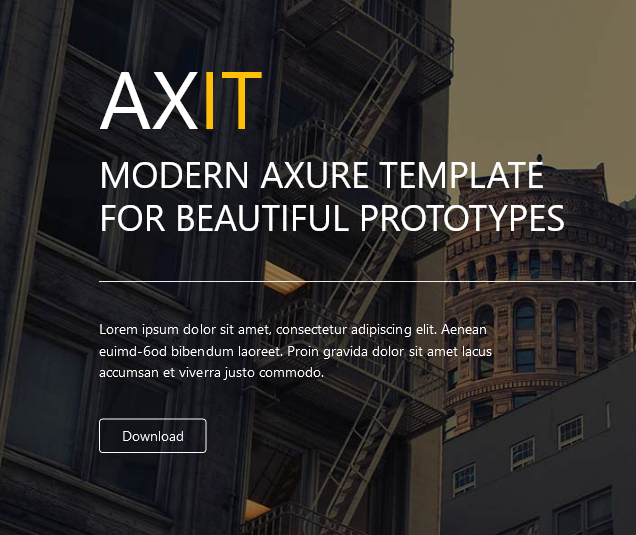 AXIT
MODERN AXURE TEMPLATE
FOR BEAUTIFUL PROTOTYPES
Lorem ipsum dolor sit amet, consectetur adipiscing elit. Aenean
euimd-6od bibendum laoreet. Proin gravida dolor sit amet lacus
accumsan et viverra justo commodo.
Download